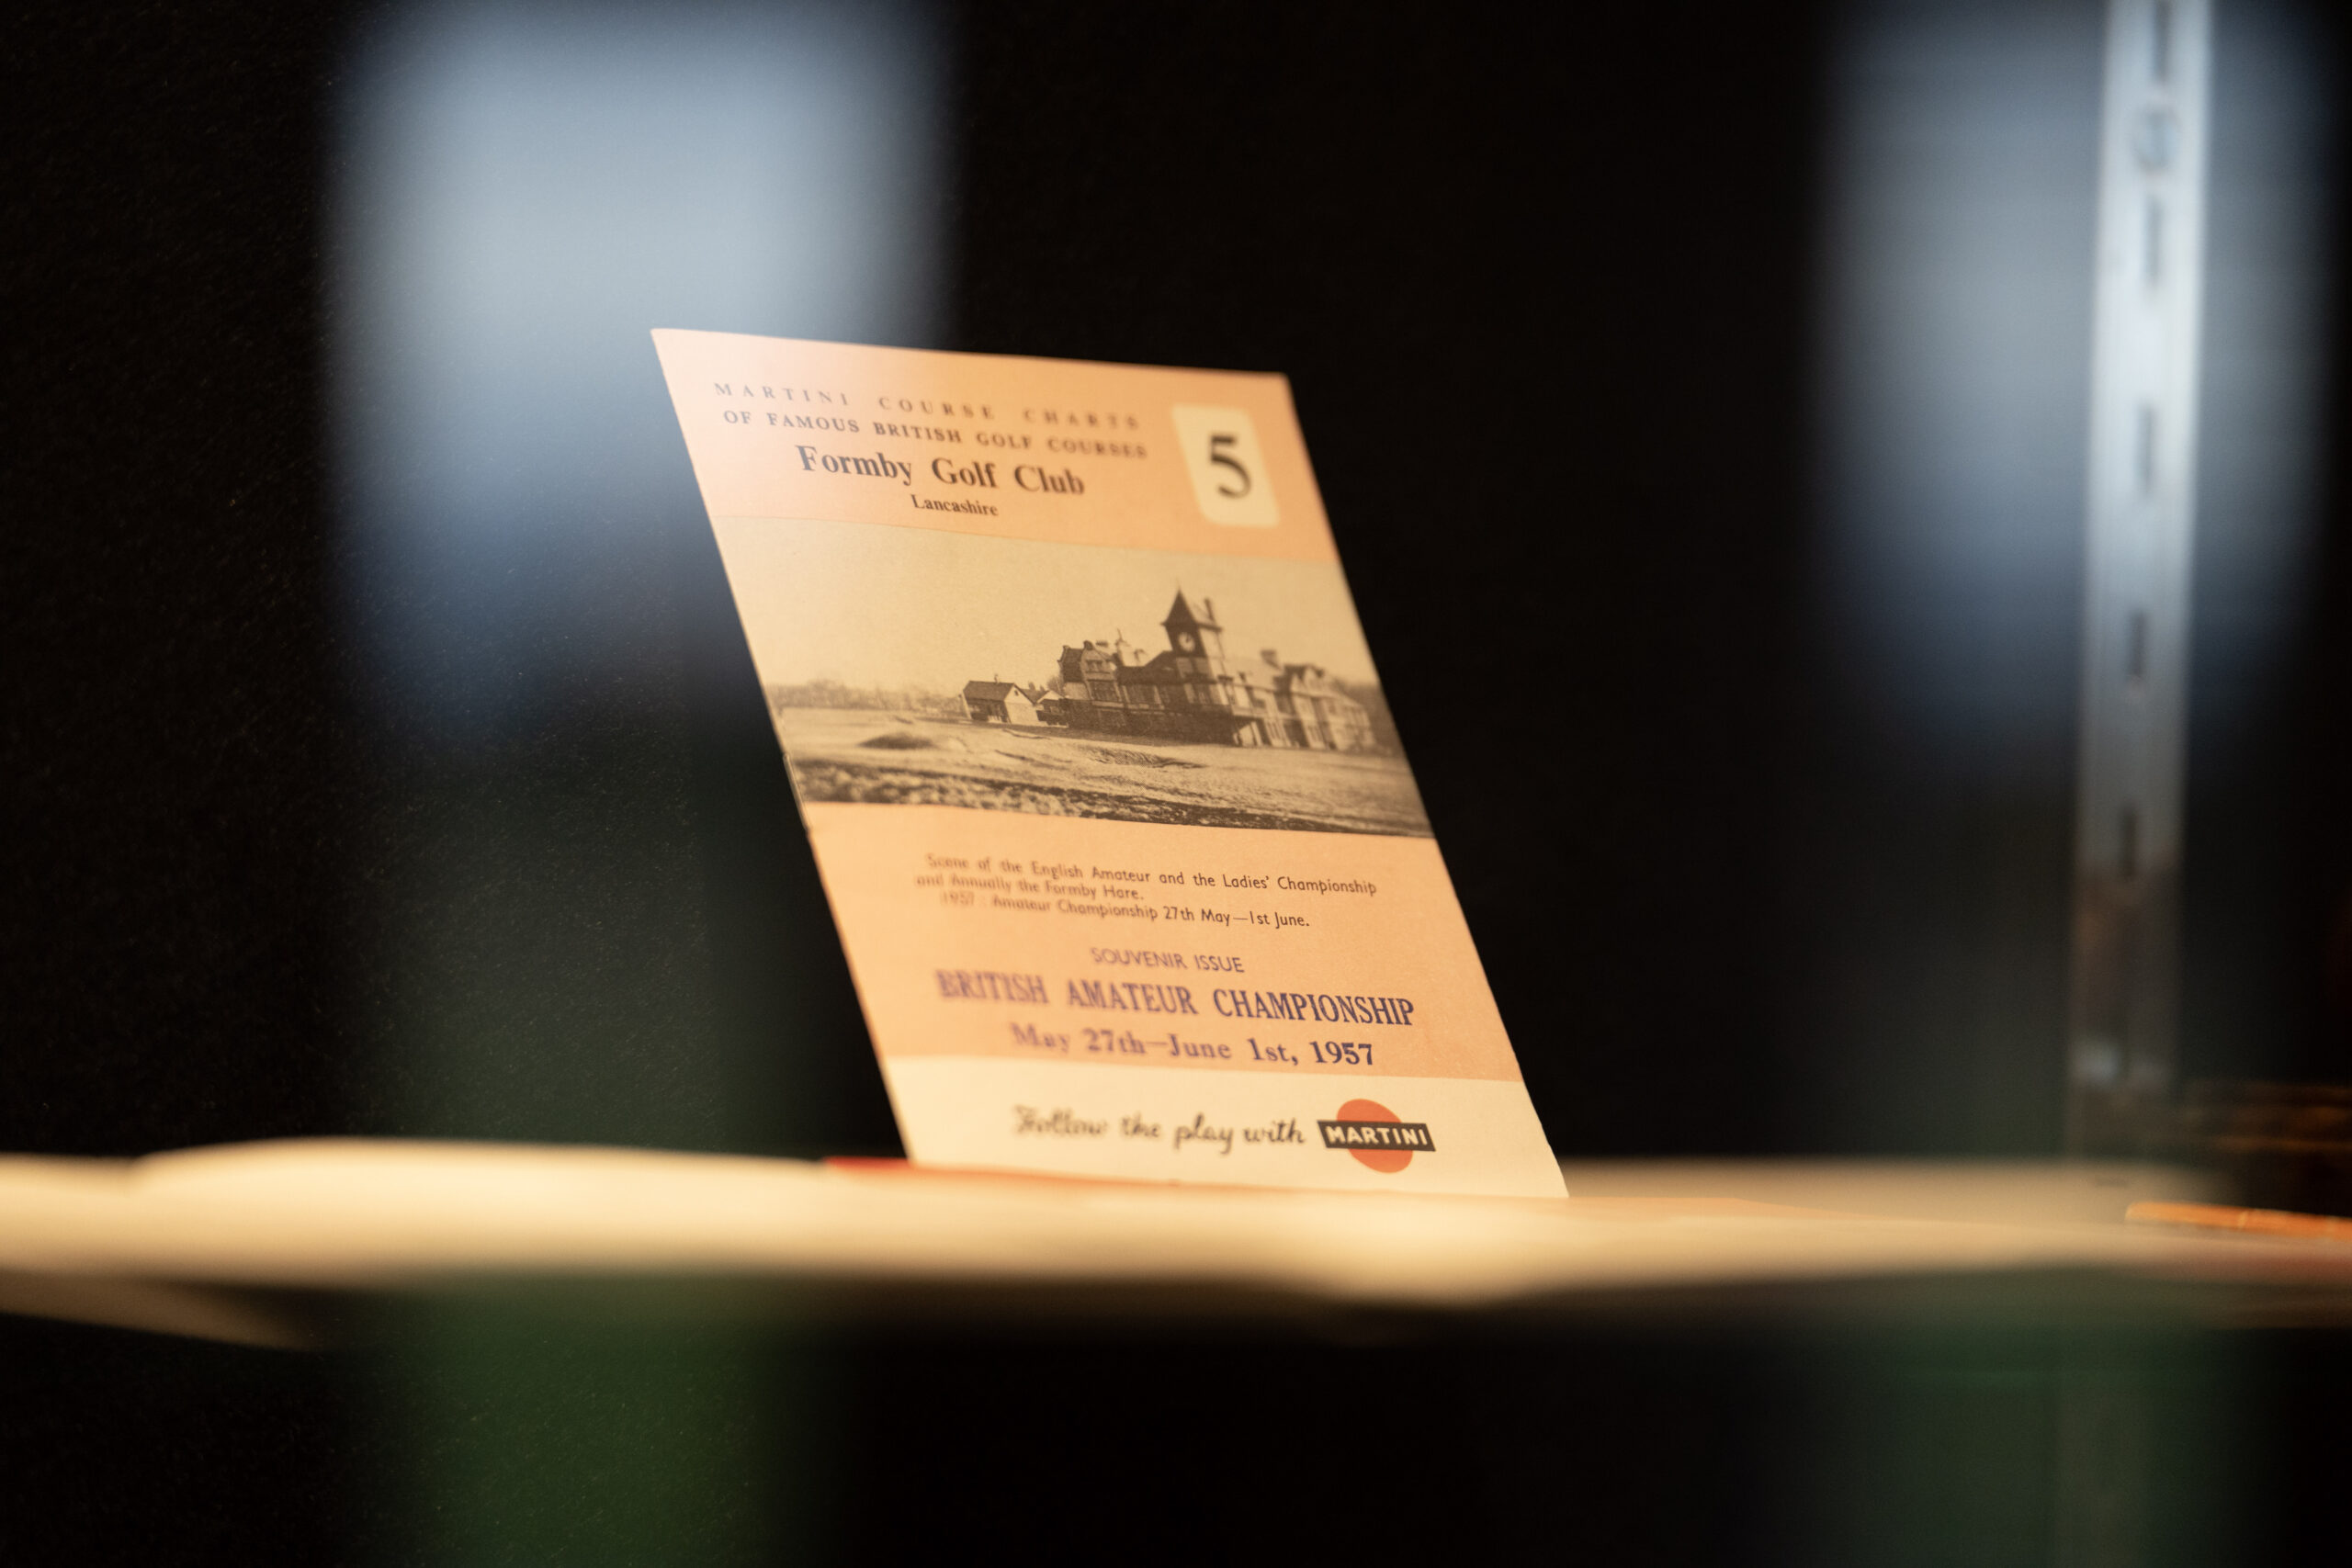 MARTINI COURSE CHARTS
OF FAMOUS BRITISH GOLF COURSES
Formby Golf Club
Lancashire
5
Scene of the English Amateur and the Ladies' Championship
and Annually the Formby Hare.
1957 : Amateur Championship 27th May—1st June.
SOUVENIR ISSUE
BRITISH AMATEUR CHAMPIONSHIP
May 27th—June 1st, 1957
Follow the play with MARTINI